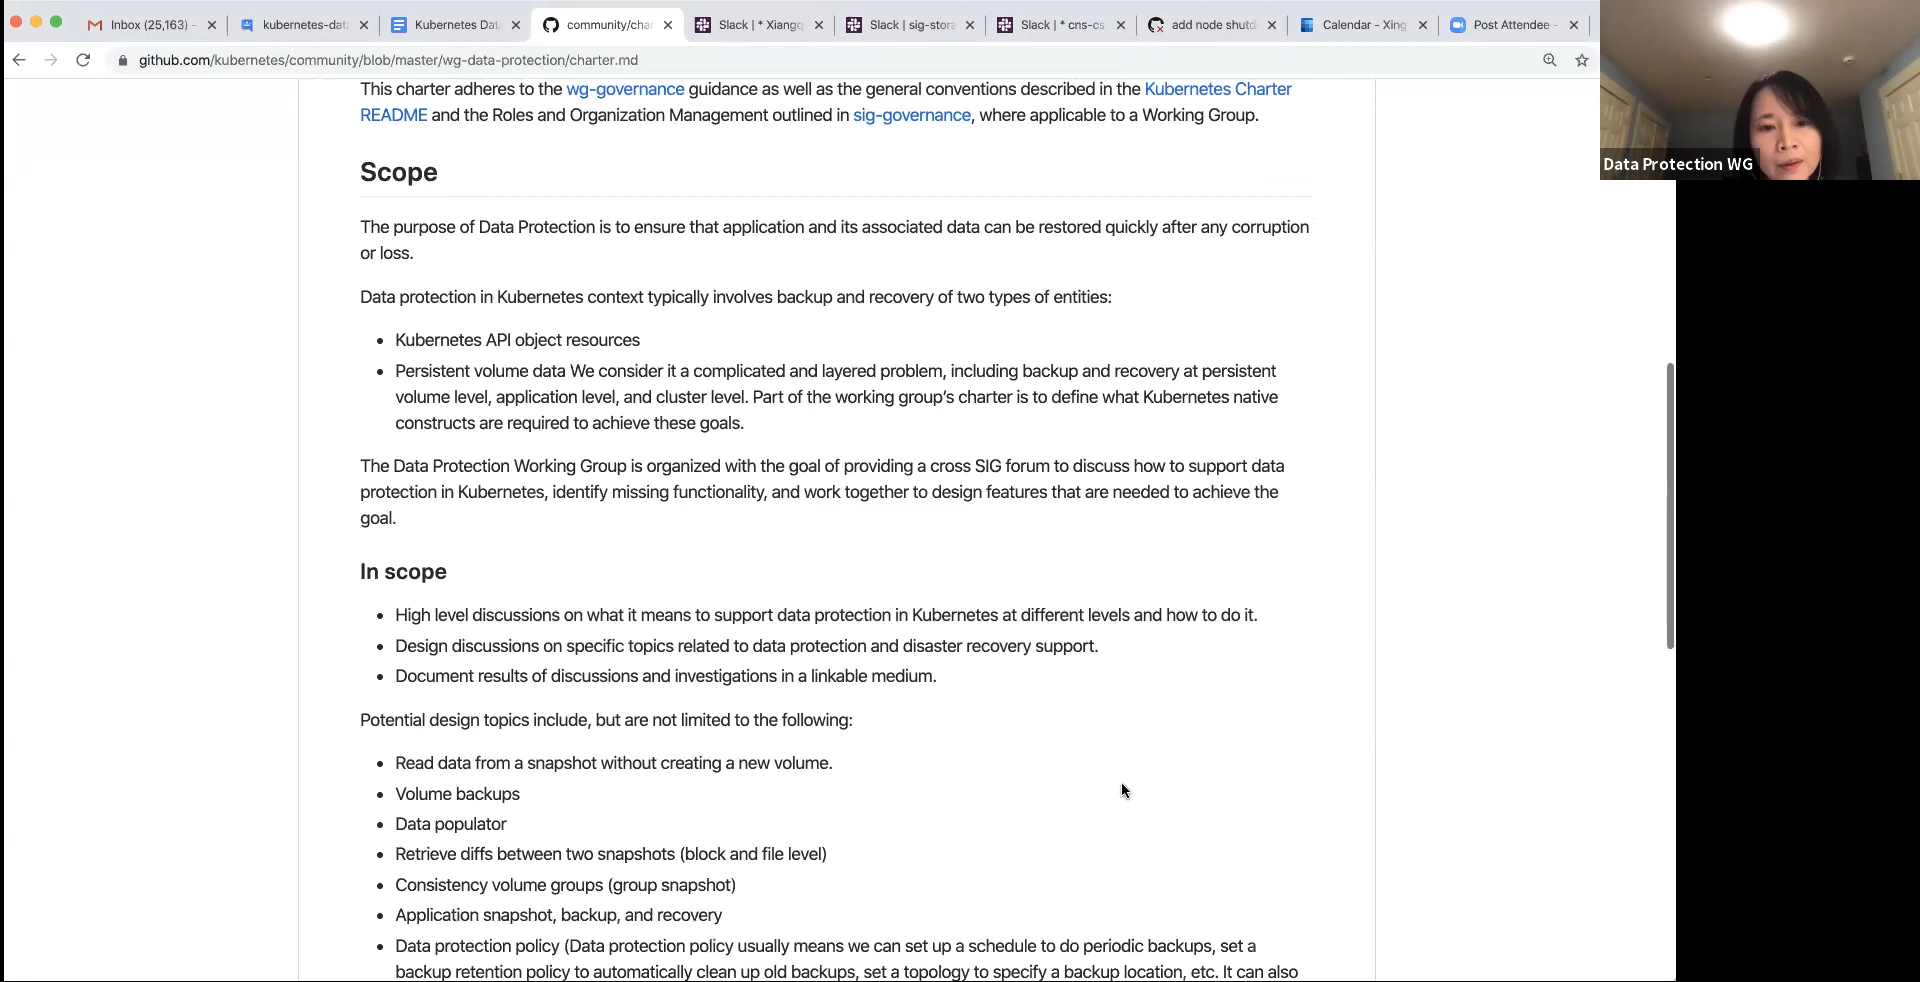 Inbox (25,163) -
kubernetes-dat
Kubernetes Dat
community/char
Slack | * Xiangq
Slack | sig-stora
Slack | * cns-cs
add node shutd
Calendar - Xing
Post Attendee -
github.com/kubernetes/community/blob/master/wg-data-protection/charter.md
Data Protection WG
This charter adheres to the wg-governance guidance as well as the general conventions described in the Kubernetes Charter
README and the Roles and Organization Management outlined in sig-governance, where applicable to a Working Group.
Scope
The purpose of Data Protection is to ensure that application and its associated data can be restored quickly after any corruption
or loss.
Data protection in Kubernetes context typically involves backup and recovery of two types of entities:
• Kubernetes API object resources
• Persistent volume data We consider it a complicated and layered problem, including backup and recovery at persistent
volume level, application level, and cluster level. Part of the working group's charter is to define what Kubernetes native
constructs are required to achieve these goals.
The Data Protection Working Group is organized with the goal of providing a cross SIG forum to discuss how to support data
protection in Kubernetes, identify missing functionality, and work together to design features that are needed to achieve the
goal.
In scope
• High level discussions on what it means to support data protection in Kubernetes at different levels and how to do it.
• Design discussions on specific topics related to data protection and disaster recovery support.
• Document results of discussions and investigations in a linkable medium.
Potential design topics include, but are not limited to the following:
• Read data from a snapshot without creating a new volume.
• Volume backups
• Data populator
• Retrieve diffs between two snapshots (block and file level)
• Consistency volume groups (group snapshot)
• Application snapshot, backup, and recovery
• Data protection policy (Data protection policy usually means we can set up a schedule to do periodic backups, set a
backup retention policy to automatically clean up old backups, set a topology to specify a backup location, etc. It can also